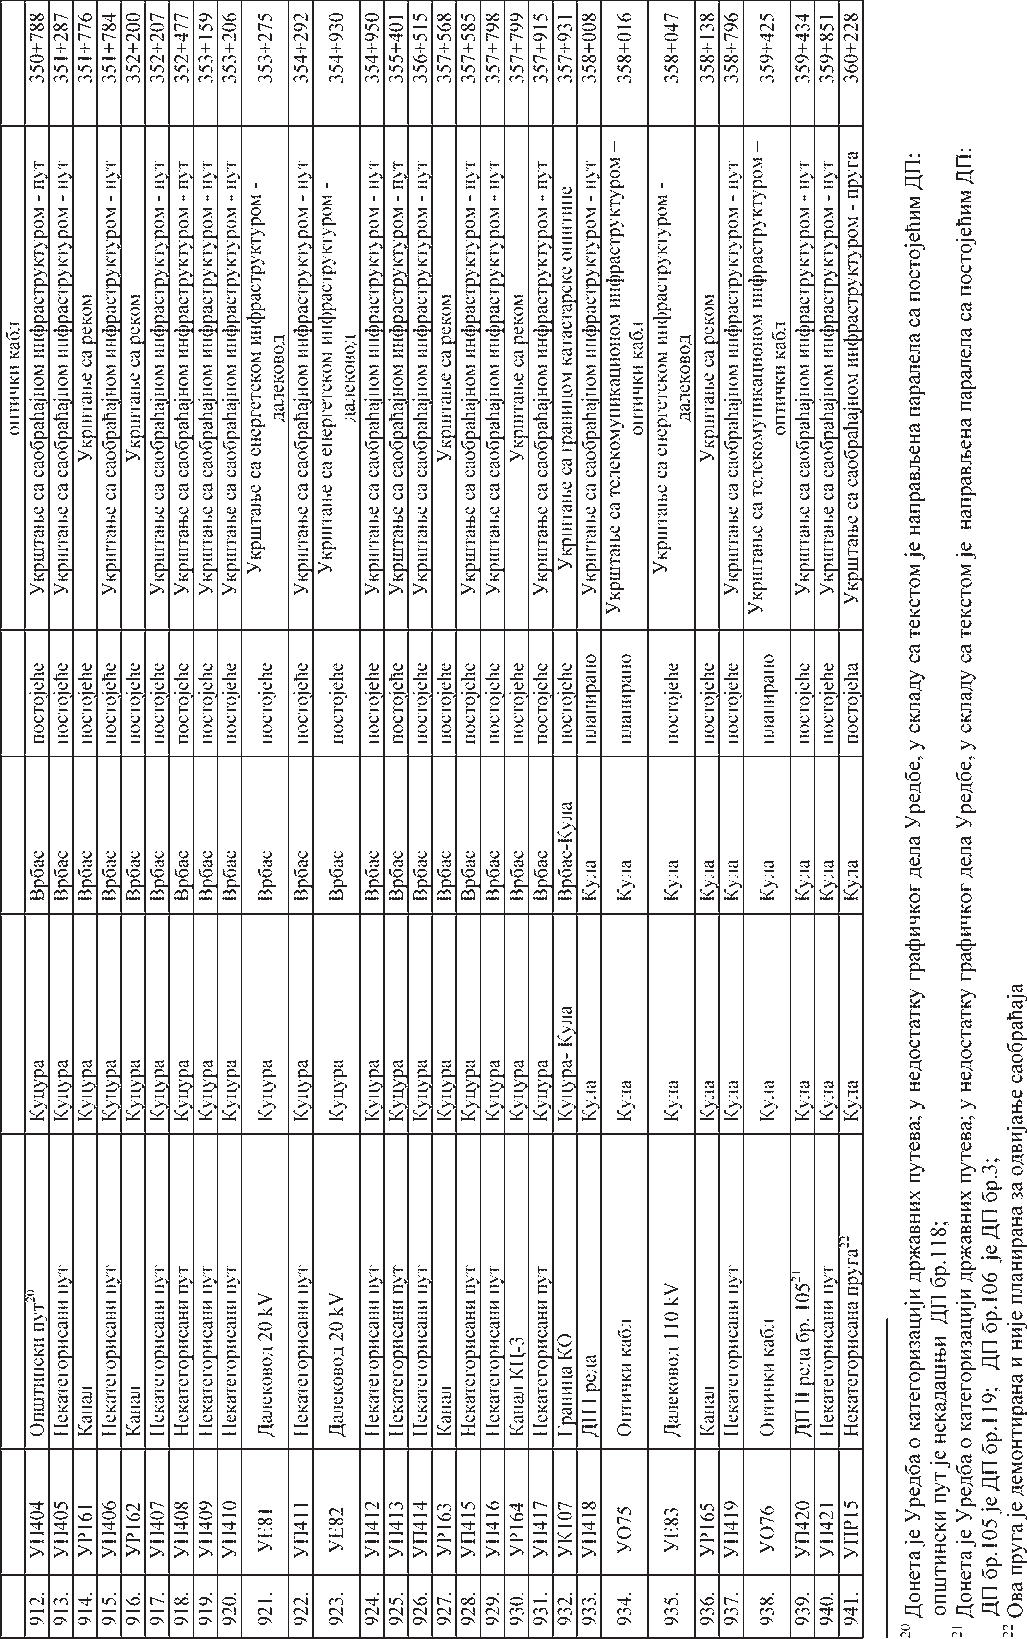 оптички кабл
912. УП404 Општински пут20 Куцура Врбас постојеће Укрштање са саобраћајном инфраструктуром - пут 350+788
913. УП405 Некатегорисани пут Куцура Врбас постојеће Укрштање са саобраћајном инфраструктуром - пут 351+287
914. УР161 Канал Куцура Врбас постојеће Укрштање са реком 351+776
915. УП406 Некатегорисани пут Куцура Врбас постојеће Укрштање са саобраћајном инфраструктуром - пут 351+784
916. УР162 Канал Куцура Врбас постојеће Укрштање са реком 352+200
917. УП407 Некатегорисани пут Куцура Врбас постојеће Укрштање са саобраћајном инфраструктуром - пут 352+207
918. УП408 Некатегорисани пут Куцура Врбас постојеће Укрштање са саобраћајном инфраструктуром - пут 352+477
919. УП409 Некатегорисани пут Куцура Врбас постојеће Укрштање са саобраћајном инфраструктуром - пут 353+159
920. УП410 Некатегорисани пут Куцура Врбас постојеће Укрштање са саобраћајном инфраструктуром - пут 353+206
921. УЕ81 Далековод 20 kV Куцура Врбас постојеће Укрштање са енергетском инфраструктуром - 353+275
далековод
922. УП411 Некатегорисани пут Куцура Врбас постојеће Укрштање са саобраћајном инфраструктуром - пут 354+292
923. УЕ82 Далековод 20 kV Куцура Врбас постојеће Укрштање са енергетском инфраструктуром - 354+930
далековод
924. УП412 Некатегорисани пут Куцура Врбас постојеће Укрштање са саобраћајном инфраструктуром - пут 354+950
925. УП413 Некатегорисани пут Куцура Врбас постојеће Укрштање са саобраћајном инфраструктуром - пут 355+401
926. УП414 Некатегорисани пут Куцура Врбас постојеће Укрштање са саобраћајном инфраструктуром - пут 356+515
927. УР163 Канал Куцура Врбас постојеће Укрштање са реком 357+568
928. УП415 Некатегорисани пут Куцура Врбас постојеће Укрштање са саобраћајном инфраструктуром - пут 357+585
929. УП416 Некатегорисани пут Куцура Врбас постојеће Укрштање са саобраћајном инфраструктуром - пут 357+798
930. УР164 Канал КЦ-3 Куцура Врбас постојеће Укрштање са реком 357+799
931. УП417 Некатегорисани пут Куцура Врбас постојеће Укрштање са саобраћајном инфраструктуром - пут 357+915
932. УК107 Граница КО Куцура- Кула Врбас-Кула постојеће Укрштање са границом катастарске општине 357+931
933. УП418 ДП I реда Кула Кула планирано Укрштање са саобраћајном инфраструктуром - пут 358+008
934. УО75 Оптички кабл Кула Кула планирано Укрштање са телекомуникационом инфраструктуром – 358+016
оптички кабл
935. УЕ83 Далековод 110 kV Кула Кула постојеће Укрштање са енергетском инфраструктуром - 358+047
далековод
936. УР165 Канал Кула Кула постојеће Укрштање са реком 358+138
937. УП419 Некатегорисани пут Кула Кула постојеће Укрштање са саобраћајном инфраструктуром - пут 358+796
938. УО76 Оптички кабл Кула Кула планирано Укрштање са телекомуникационом инфраструктуром – 359+425
оптички кабл
939. УП420 ДП II реда бр. 10521 Кула Кула постојеће Укрштање са саобраћајном инфраструктуром - пут 359+434
940. УП421 Некатегорисани пут Кула Кула постојеће Укрштање са саобраћајном инфраструктуром - пут 359+851
941. УПР15 Некатегорисна пруга22 Кула Кула постојећа Укрштање са саобраћајном инфраструктуром - пруга 360+228
20 Донета је Уредба о категоризацији државних путева; у недостатку графичког дела Уредбе, у складу са текстом је направљена паралела са постојећим ДП:
општински пут је некадашњи ДП бр.118;
21 Донета је Уредба о категоризацији државних путева; у недостатку графичког дела Уредбе, у складу са текстом је направљена паралела са постојећим ДП:
ДП бр.105 је ДП бр.119; ДП бр.106 је ДП бр.3;
22 Ова пруга је демонтирана и није планирана за одвијање саобраћаја